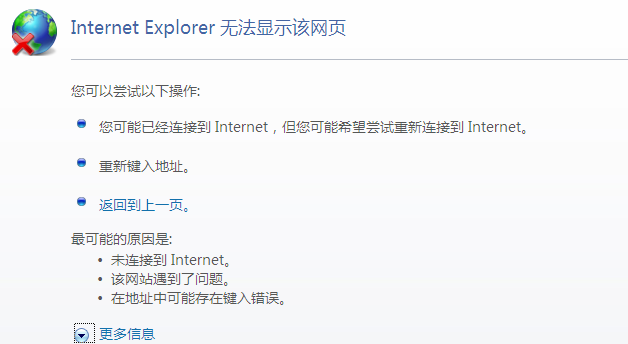 Internet Explorer 无法显示该网页
您可以尝试以下操作:
您可能已经连接到 Internet，但您可能希望尝试重新连接到 Internet。
重新键入地址。
返回到上一页。
最可能的原因是:
• 未连接到 Internet。
• 该网站遇到了问题。
• 在地址中可能存在键入错误。
更多信息